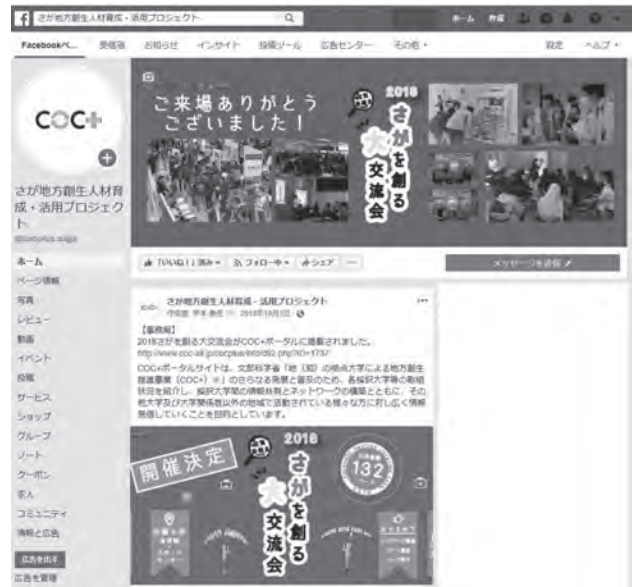 さが地方創生人材育成・活用プロジェクト
ホーム 作成
Facebookペ... 受信箱 お知らせ インサイト 投稿ツール 広告センター その他 設定 ヘルプ
COC+
さが地方創生人材育
成・活用プロジェク
ト
ホーム
ページ情報
写真
レビュー
動画
イベント
投稿
サービス
ショップ
グループ
ノート
クーポン
求人
コミュニティ
情報と広告
広告を出す
広告を管理
ご来場ありがとう
ございました!
2018
さがを創る
大交流会
「いいね!」済み フォロー中 シェア ...
メッセージを送信
さが地方創生人材育成・活用プロジェクト
【事務局】
2018さがを創る大交流会がCOC+ポータルに掲載されました。
COC+ポータルサイトは、文部科学省「地(知)の拠点大学による地方創生
推進事業(COC+)※」のさらなる発展と普及のため、各採択大学等の取組
状況を紹介し、採択大学間の情報共有とネットワークの構築とともに、その
他大学及び大学関係者以外の地域で活動されている様々な方に対し広く情報
発信していくことを目的としています。
開催決定
2018
さがを創る
大交流会
132